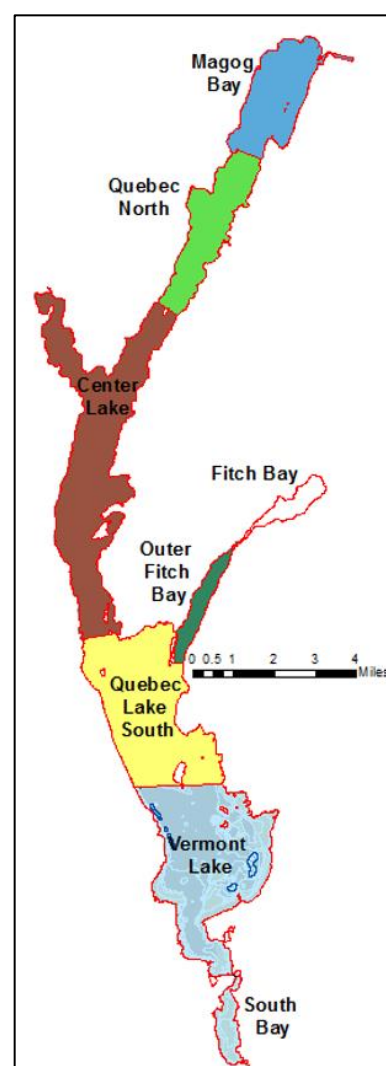 Magog
Bay
Quebec
North
Center
Lake
Fitch Bay
Outer
Fitch
Bay
0 0.5 1 2 3 4
Miles
Quebec
Lake
South
Vermont
Lake
South
Bay